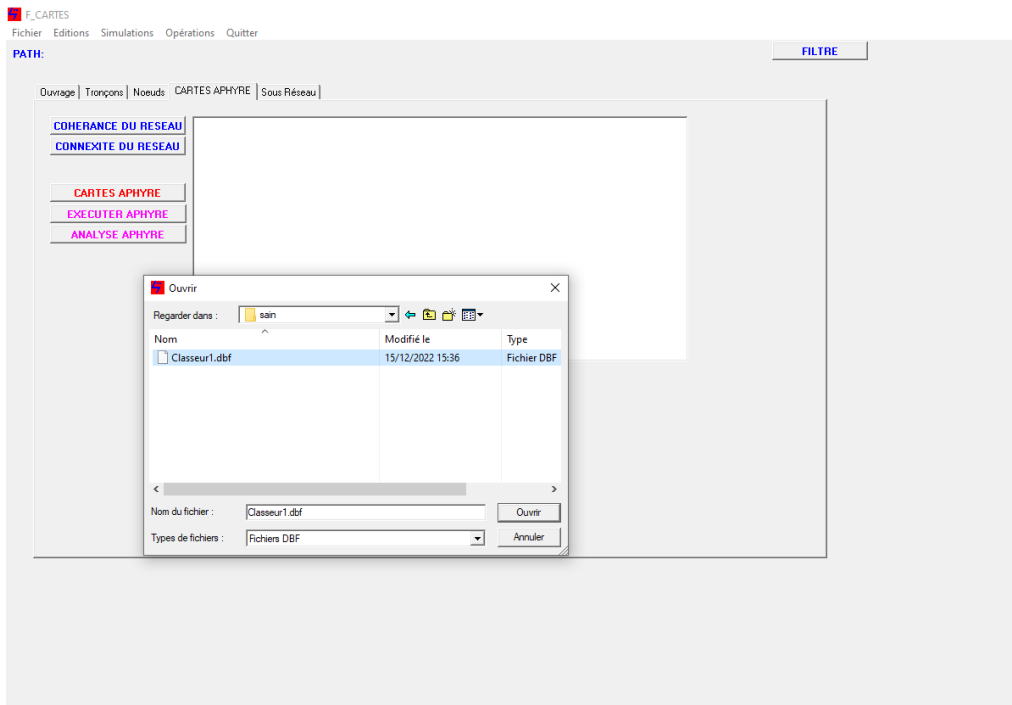 F_CARTES
Fichier Editions Simulations Opérations Quitter
PATH:
FILTRE
Ouvrage Tronçons Noeuds CARTES APHYRE Sous Réseau
COHERANCE DU RESEAU
CONNEXITE DU RESEAU
CARTES APHYRE
EXECUTER APHYRE
ANALYSE APHYRE
Ouvrir
Regarder dans : sain
Nom Modifié le Type
Classeur1.dbf 15/12/2022 15:36 Fichier DBF
Nom du fichier : Classeur1.dbf Ouvrir
Types de fichiers : Fichiers DBF Annuler